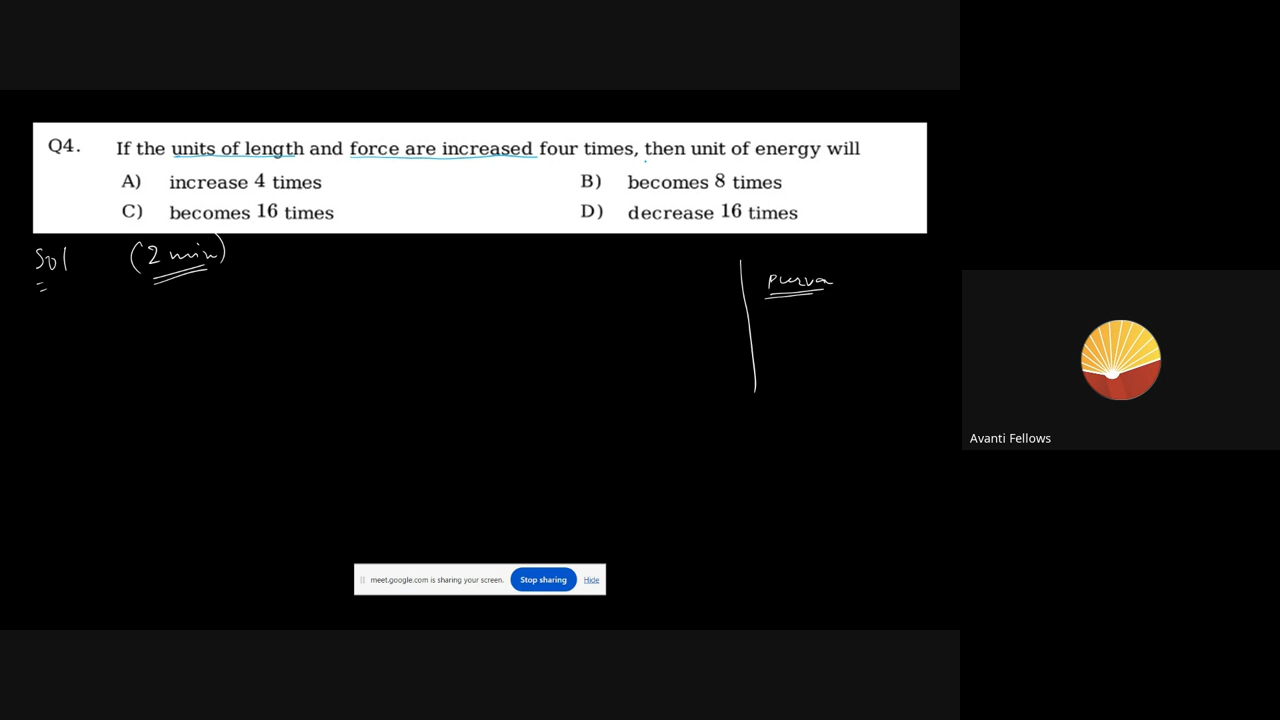 Q4. If the units of length and force are increased four times, then unit of energy will
A) increase 4 times B) becomes 8 times
C) becomes 16 times D) decrease 16 times
Sol (2 min)
purva
Avanti Fellows
meet.google.com is sharing your screen. Stop sharing Hide